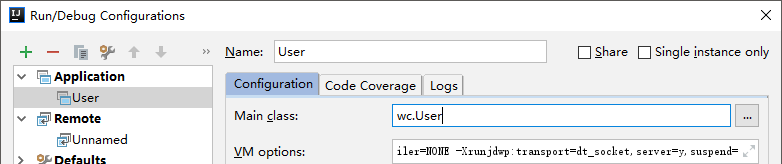 Run/Debug Configurations
Name: User
Share
Single instance only
Application
User
Remote
Unnamed
Defaults
Configuration Code Coverage Logs
Main class: wc.User ...
VM options: iler=NONE -Xrunjdwp:transport=dt_socket,server=y,suspend=